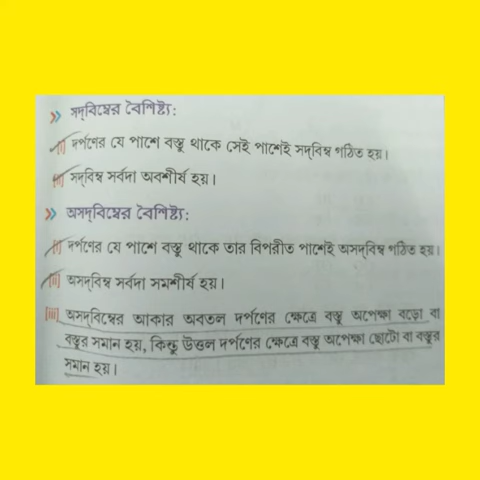 » সদ্‌বিম্বের বৈশিষ্ট্য:
[i] দর্পণের যে পাশে বস্তু থাকে সেই পাশেই সদ্‌বিম্ব গঠিত হয়।
[ii] সদ্‌বিম্ব সর্বদা অবশীর্ষ হয়।
» অসদ্‌বিম্বের বৈশিষ্ট্য:
[i] দর্পণের যে পাশে বস্তু থাকে তার বিপরীত পাশেই অসদ্‌বিম্ব গঠিত হয়।
[ii] অসদ্‌বিম্ব সর্বদা সমশীর্ষ হয়।
[iii] অসদ্‌বিম্বের আকার অবতল দর্পণের ক্ষেত্রে বস্তু অপেক্ষা বড়ো বা
বস্তুর সমান হয়, কিন্তু উত্তল দর্পণের ক্ষেত্রে বস্তু অপেক্ষা ছোটো বা বস্তুর
সমান হয়।